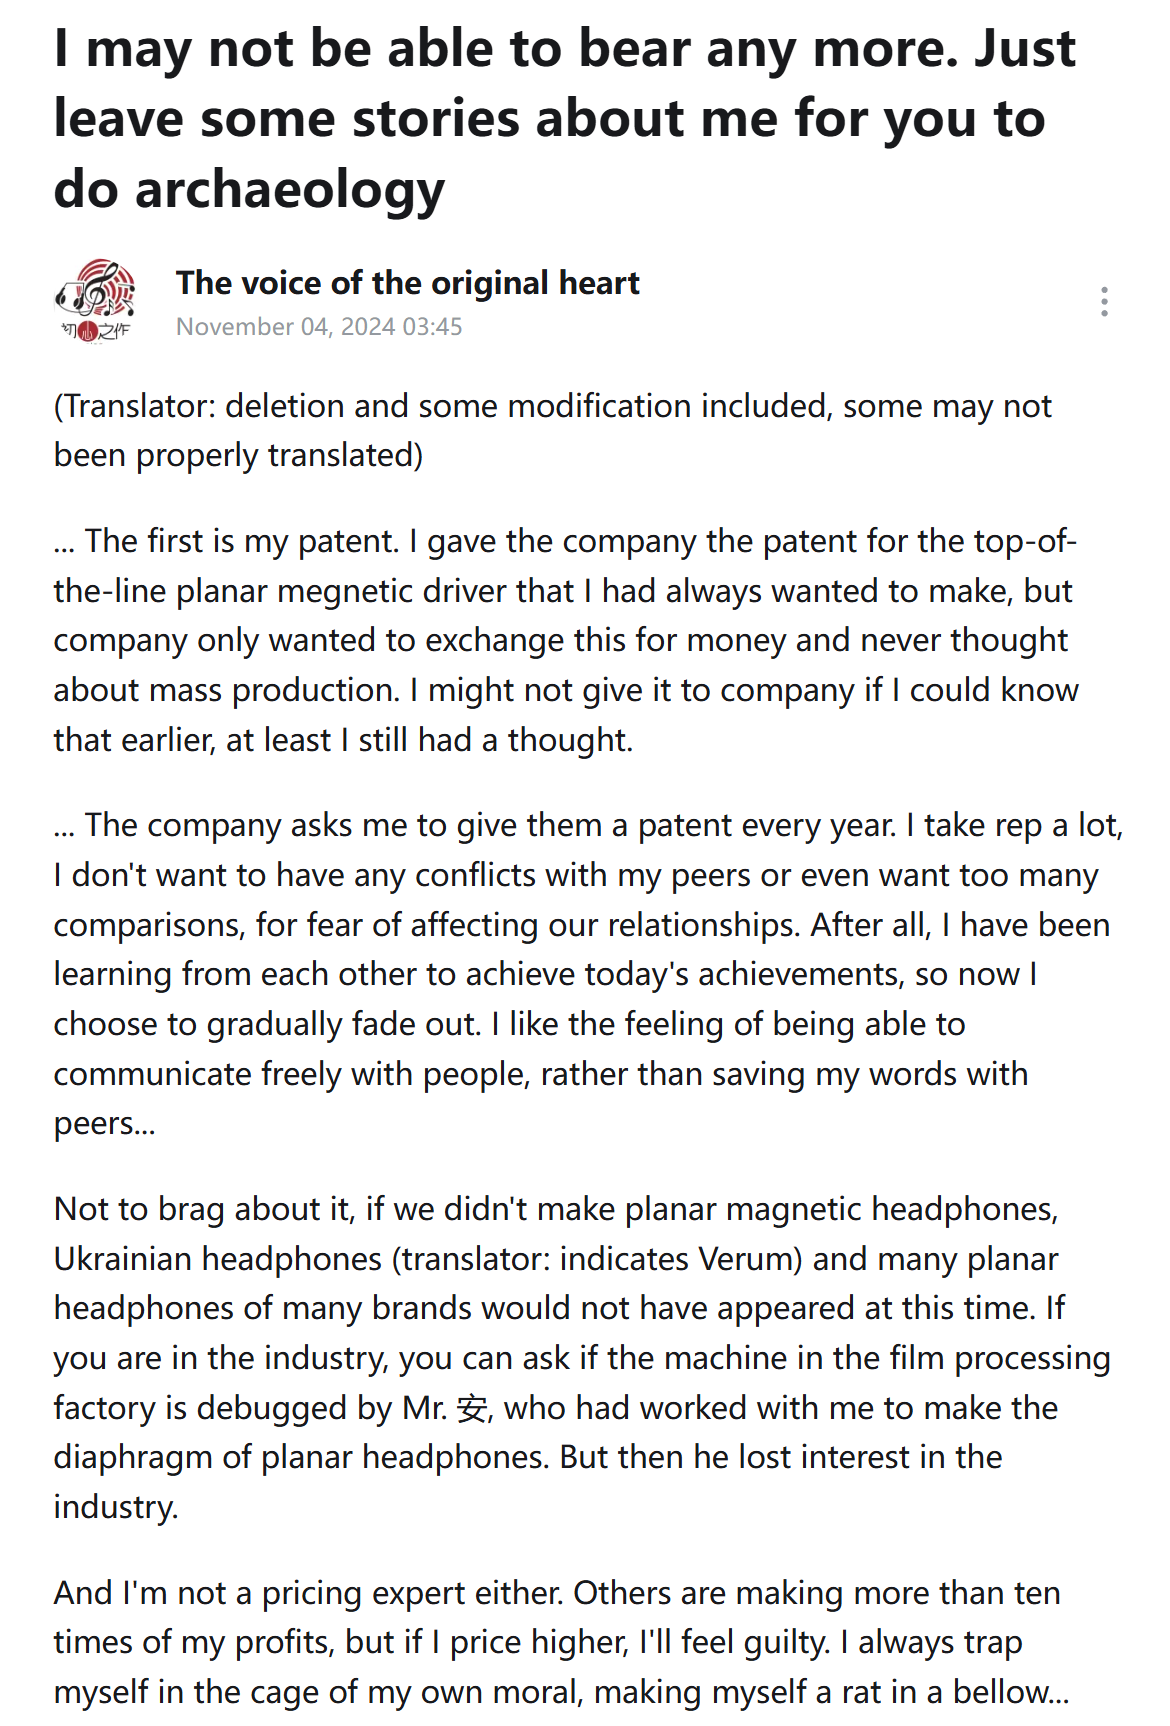 I may not be able to bear any more. Just
leave some stories about me for you to
do archaeology
The voice of the original heart
November 04, 2024 03:45
初心之作
(Translator: deletion and some modification included, some may not
been properly translated)
... The first is my patent. I gave the company the patent for the top-of-
the-line planar megnetic driver that I had always wanted to make, but
company only wanted to exchange this for money and never thought
about mass production. I might not give it to company if I could know
that earlier, at least I still had a thought.
... The company asks me to give them a patent every year. I take rep a lot,
I don't want to have any conflicts with my peers or even want too many
comparisons, for fear of affecting our relationships. After all, I have been
learning from each other to achieve today's achievements, so now I
choose to gradually fade out. I like the feeling of being able to
communicate freely with people, rather than saving my words with
peers...
Not to brag about it, if we didn't make planar magnetic headphones,
Ukrainian headphones (translator: indicates Verum) and many planar
headphones of many brands would not have appeared at this time. If
you are in the industry, you can ask if the machine in the film processing
factory is debugged by Mr. 安, who had worked with me to make the
diaphragm of planar headphones. But then he lost interest in the
industry.
And I'm not a pricing expert either. Others are making more than ten
times of my profits, but if I price higher, I'll feel guilty. I always trap
myself in the cage of my own moral, making myself a rat in a bellow...